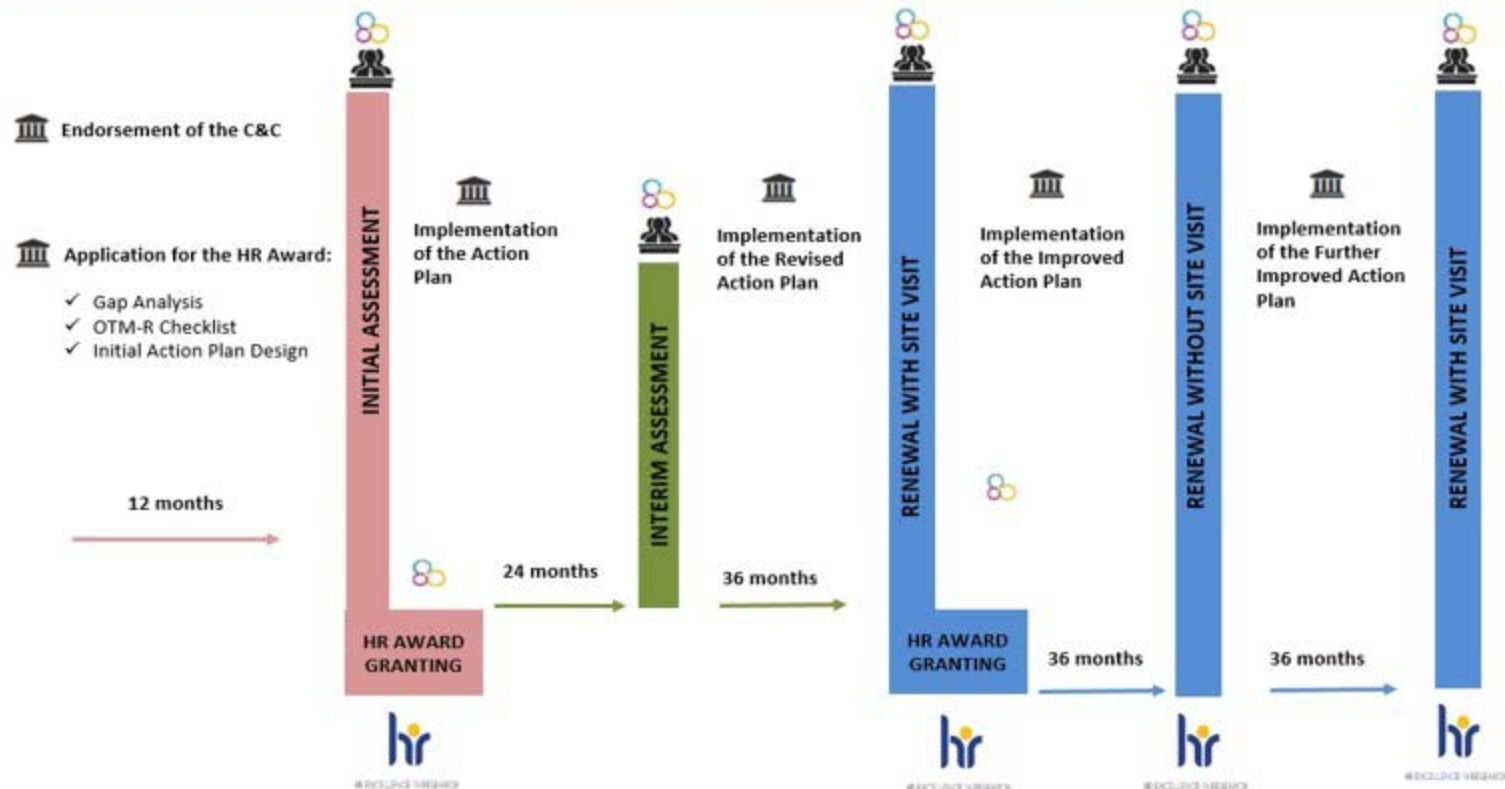 Endorsement of the C&C
Application for the HR Award:
✓ Gap Analysis
✓ OTM-R Checklist
✓ Initial Action Plan Design
12 months
INITIAL ASSESSMENT
HR AWARD
GRANTING
hr
Implementation
of the Action
Plan
24 months
INTERIM ASSESSMENT
Implementation
of the Revised
Action Plan
36 months
RENEWAL WITH SITE VISIT
HR AWARD
GRANTING
hr
Implementation
of the Improved
Action Plan
36 months
RENEWAL WITHOUT SITE VISIT
hr
Implementation
of the Further
Improved Action
Plan
36 months
RENEWAL WITH SITE VISIT
hr